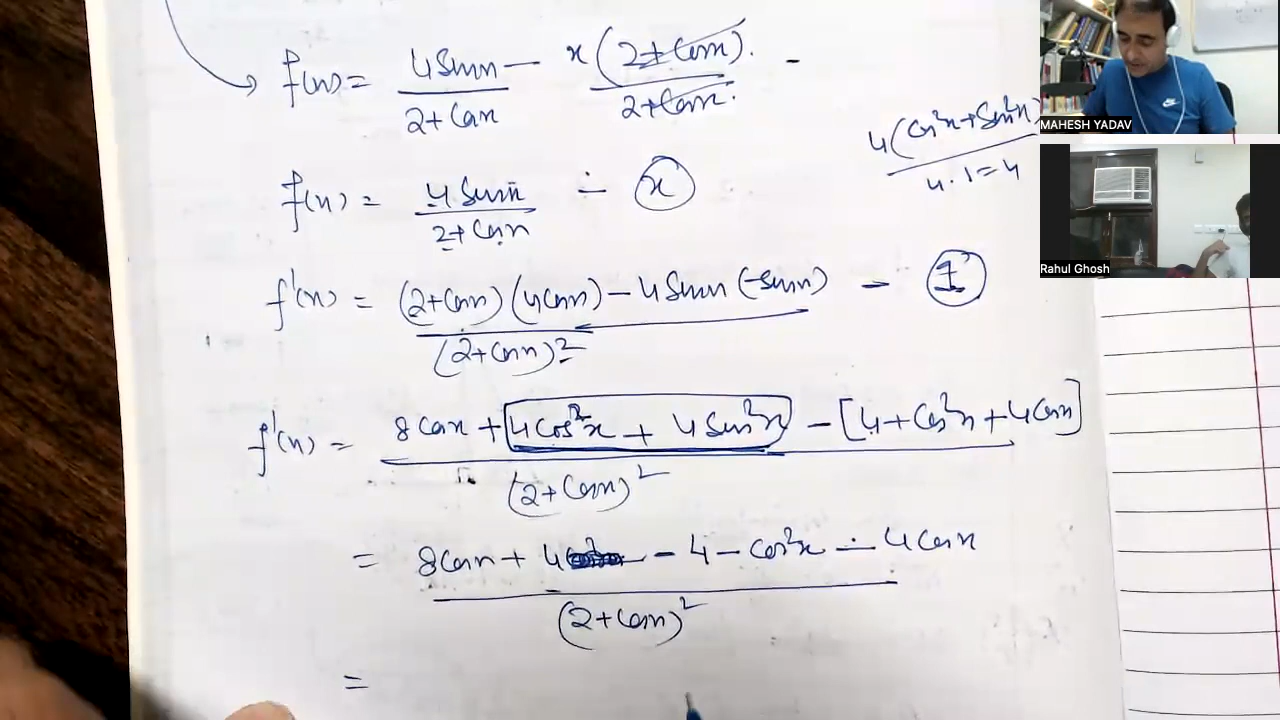 f(x) = 4Sinx/2+Cosx - x(2+Cosx)/2+Cosx.
4(Cos²x+Sin²x)
4.1=4
f(x) = 4Sinx/2+Cosx - x
f'(x) = (2+Cosx)(4Cosx) - 4Sinx(-Sinx)/(2+Cosx)² - 1
f'(x) = 8Cosx + 4Cos²x + 4Sin²x - [4+Cos²x+4Cosx]/(2+Cosx)²
= 8Cosx + 4 - 4 - Cos²x - 4Cosx/(2+Cosx)²
=
MAHESH YADAV
Rahul Ghosh